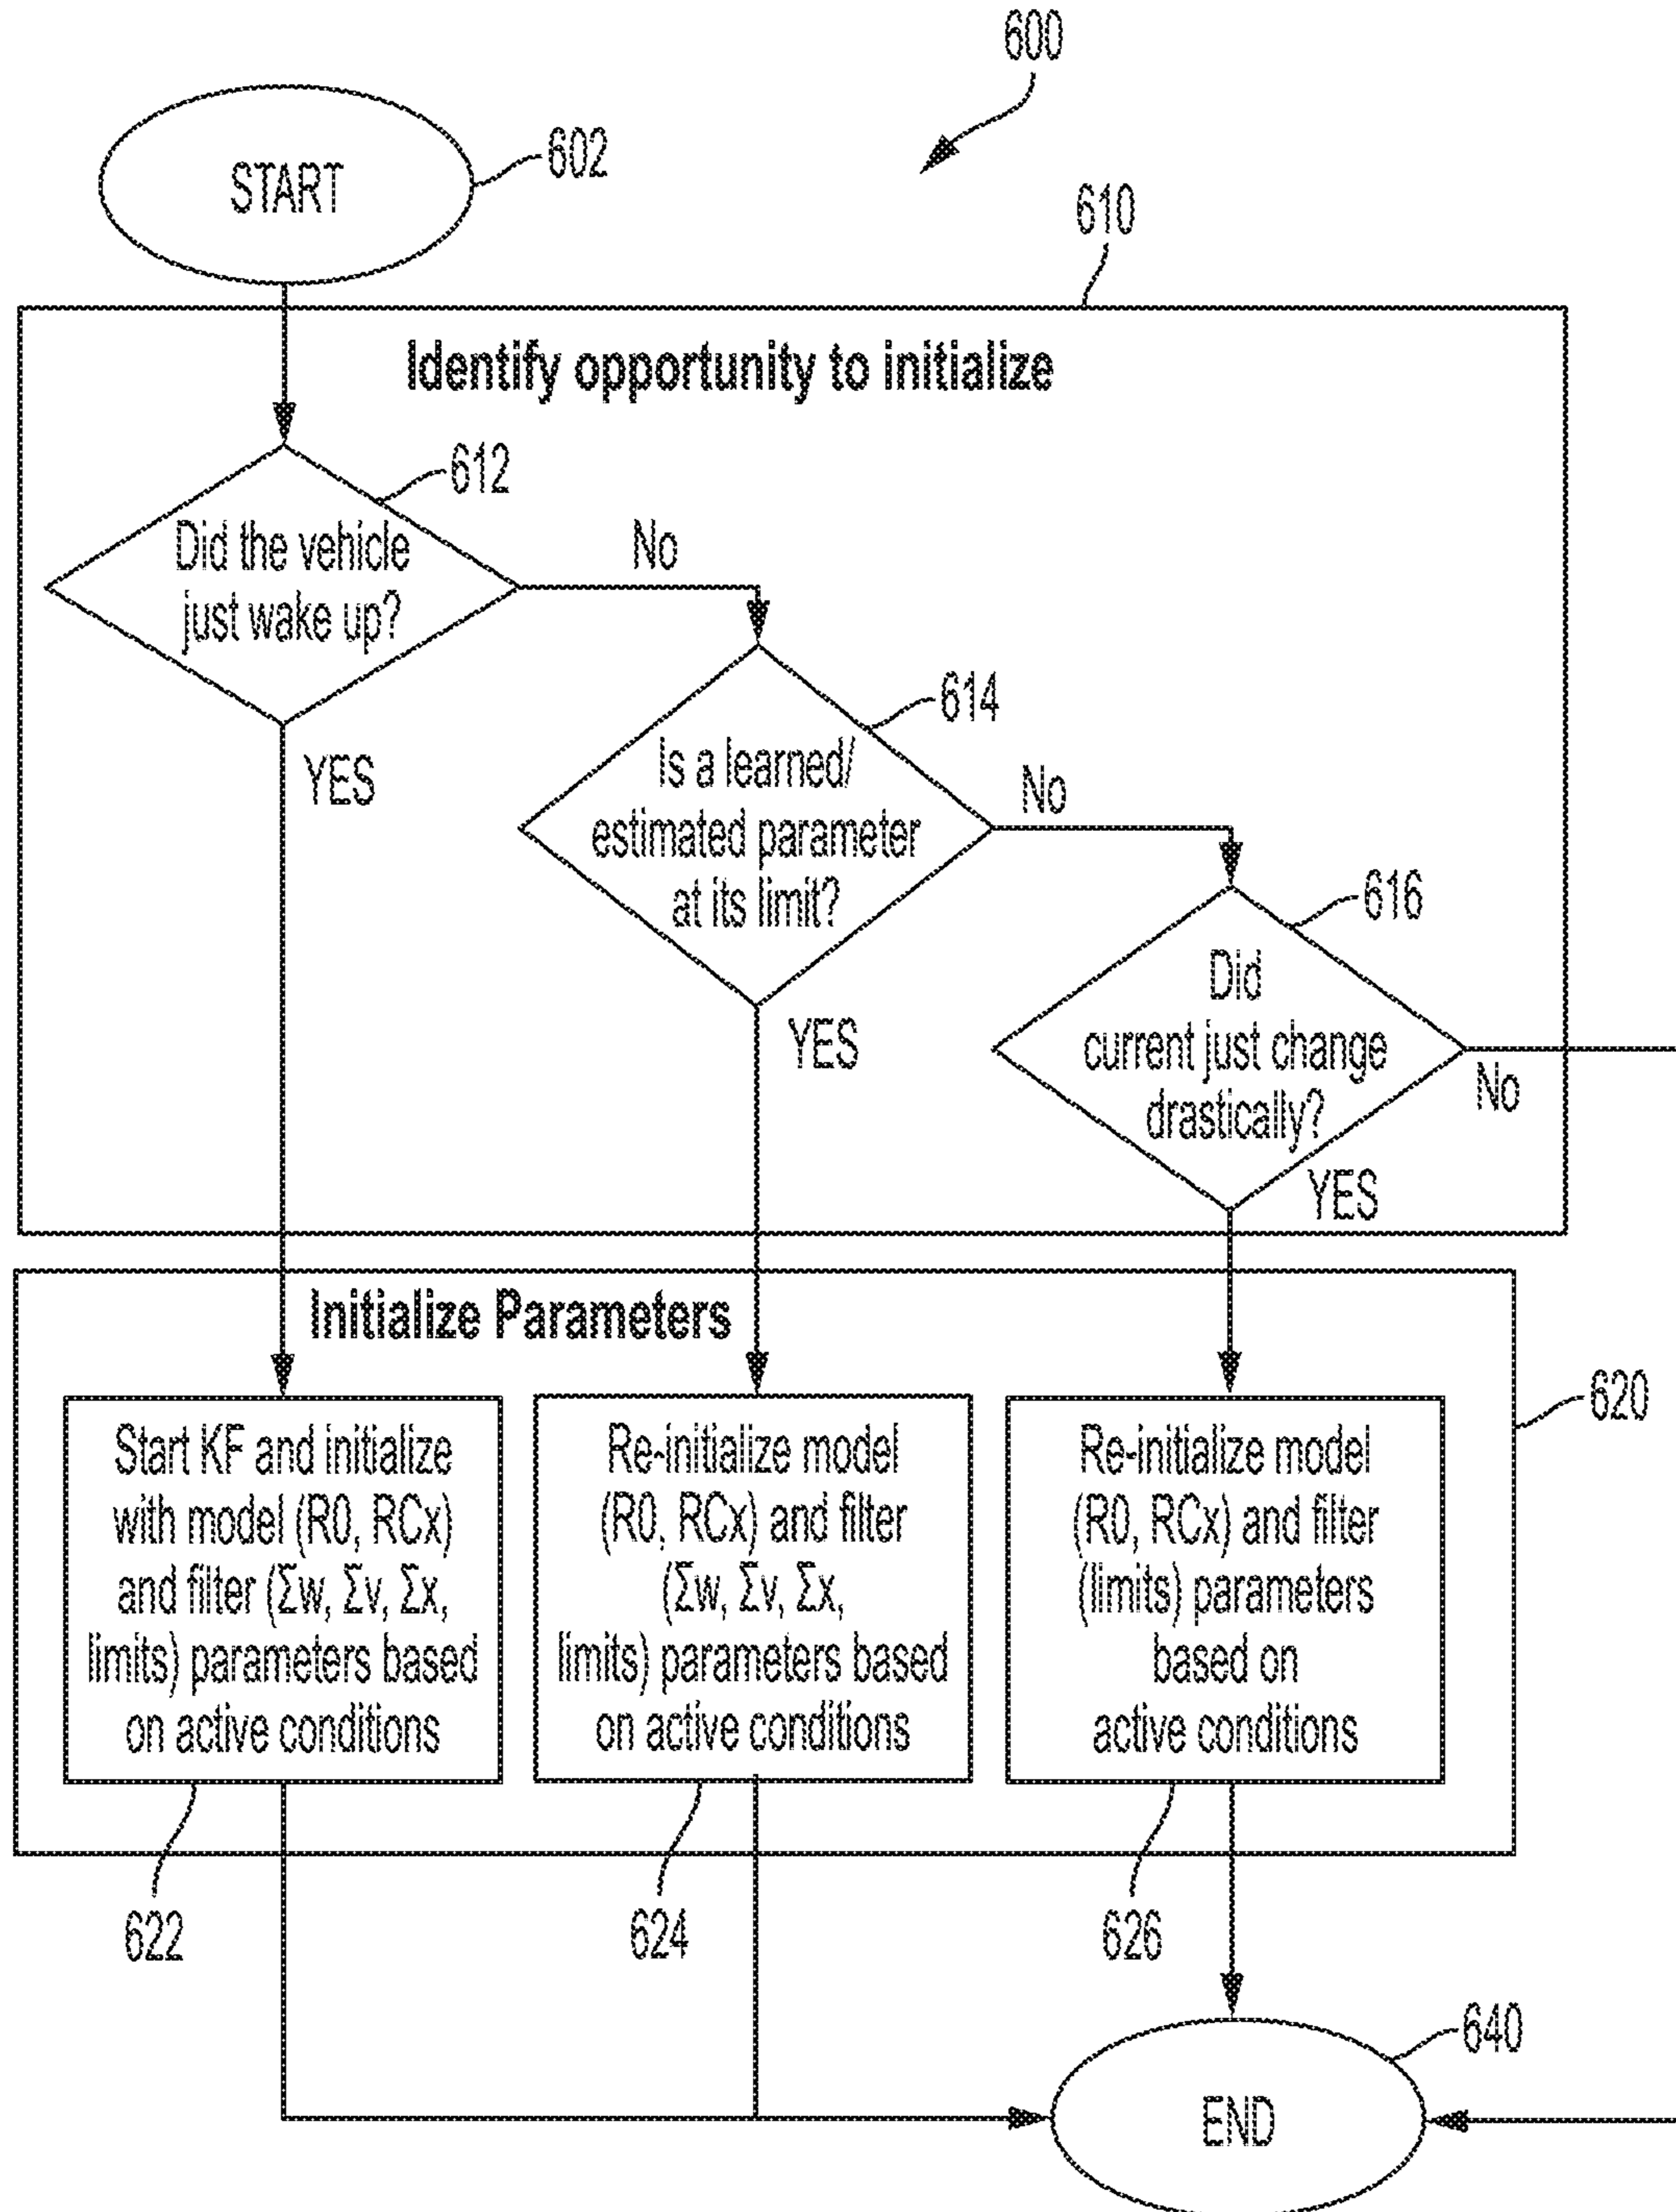 600
START
602
610
Identify opportunity to initialize
612
Did the vehicle
just wake up?
No
YES
614
Is a learned/
estimated parameter
at its limit?
No
YES
616
Did
current just change
drastically?
No
YES
Initialize Parameters
620
Start KF and initialize
with model (R0, RCx)
and filter (Σw, Σv, Σx,
limits) parameters based
on active conditions
Re-initialize model
(R0, RCx) and filter
(Σw, Σv, Σx,
limits) parameters based
on active conditions
Re-initialize model
(R0, RCx) and filter
(limits) parameters
based on
active conditions
622
624
626
640
END